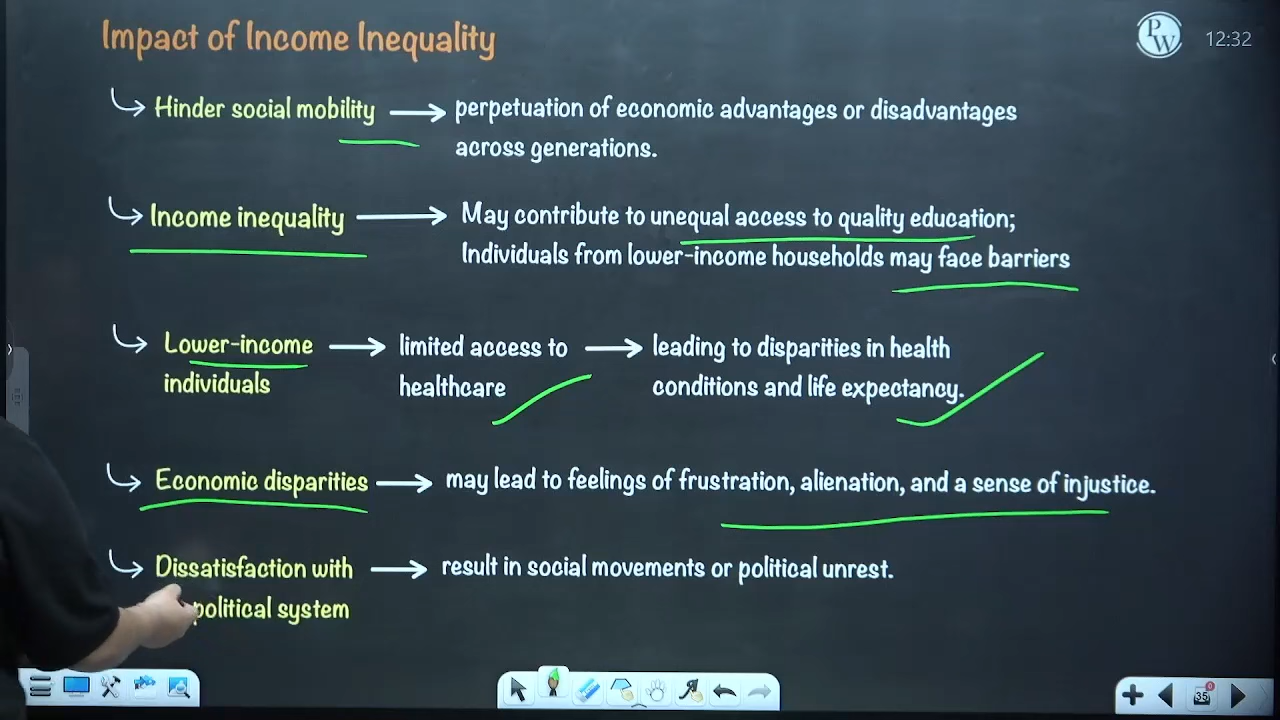 Impact of Income Inequality
PW
12:32
Hinder social mobility → perpetuation of economic advantages or disadvantages
across generations.
Income inequality → May contribute to unequal access to quality education;
Individuals from lower-income households may face barriers
Lower-income → limited access to → leading to disparities in health
individuals healthcare conditions and life expectancy.
Economic disparities → may lead to feelings of frustration, alienation, and a sense of injustice.
Dissatisfaction with → result in social movements or political unrest.
political system
35